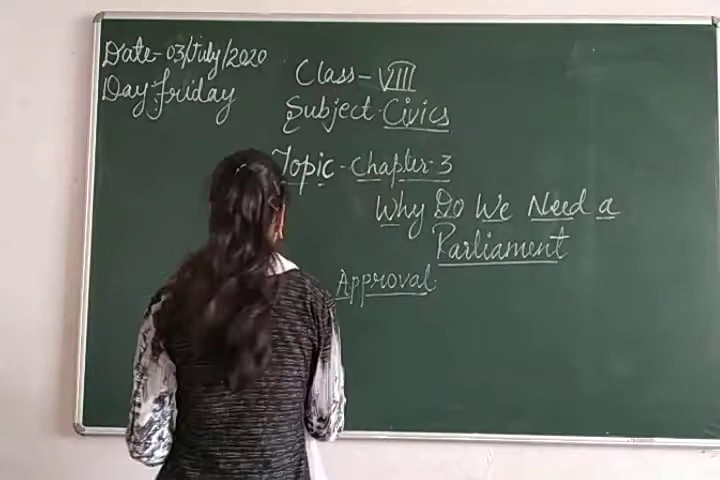 Date-03/July/2020
Day-friday
Class-VIII
Subject-Civics
Topic-Chapter-3
Why Do We Need a
Parliament
Approval